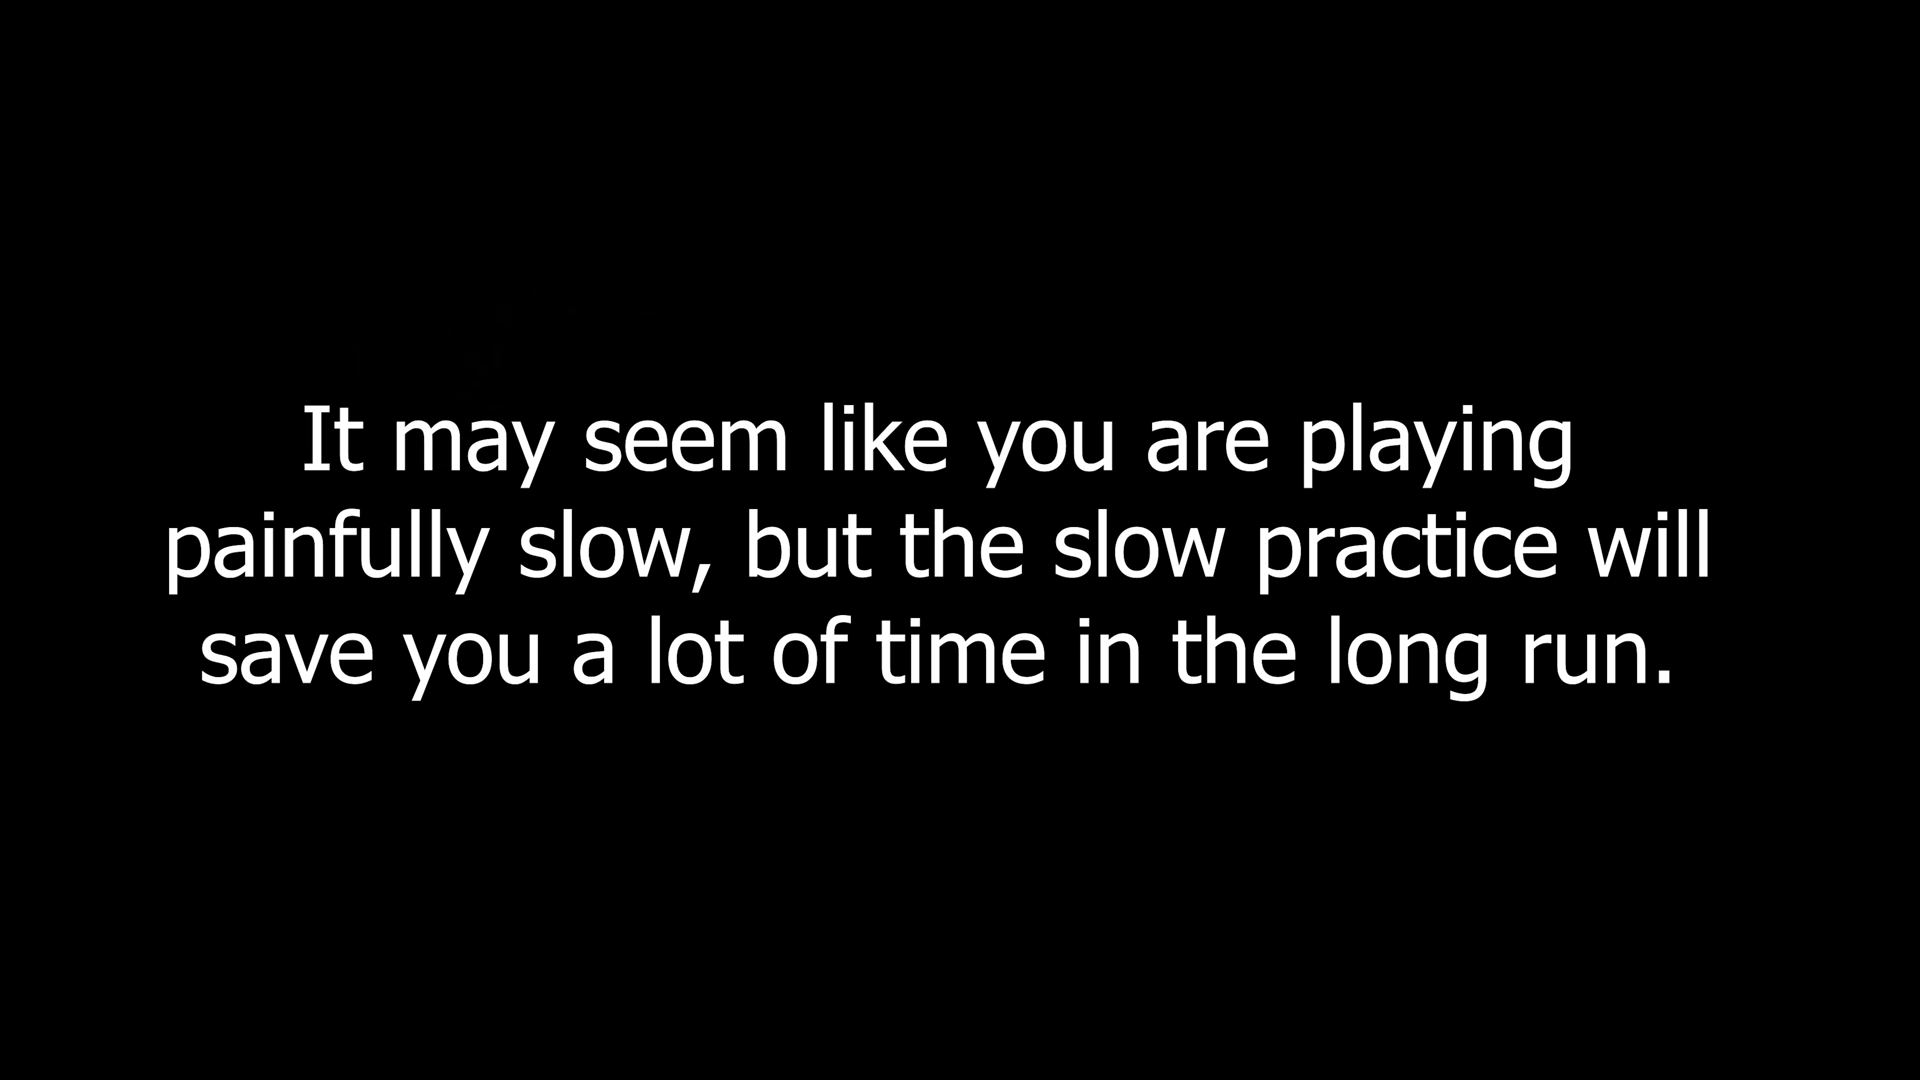 It may seem like you are playing
painfully slow, but the slow practice will
save you a lot of time in the long run.